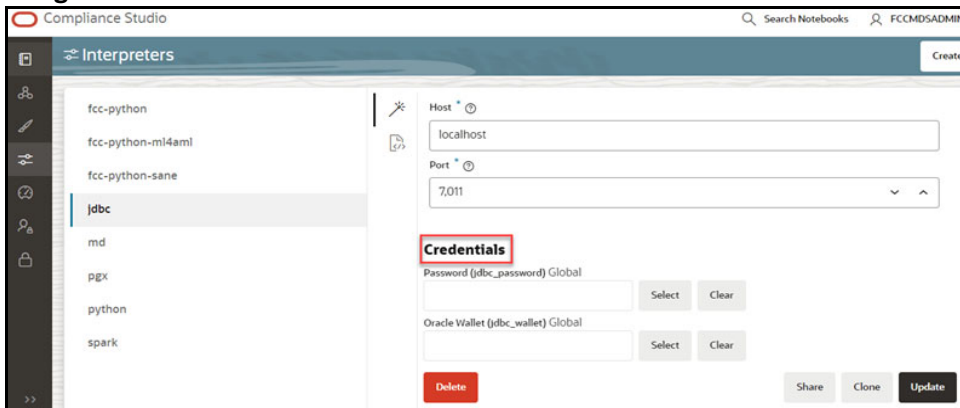 Compliance Studio
Search Notebooks
FCCMDSADMIN
Interpreters
Create
fcc-python
fcc-python-ml4aml
fcc-python-sane
jdbc
md
pgx
python
spark
Host *
localhost
Port *
7,011
Credentials
Password (jdbc_password) Global
Select Clear
Oracle Wallet (jdbc_wallet) Global
Select Clear
Delete Share Clone Update
>>